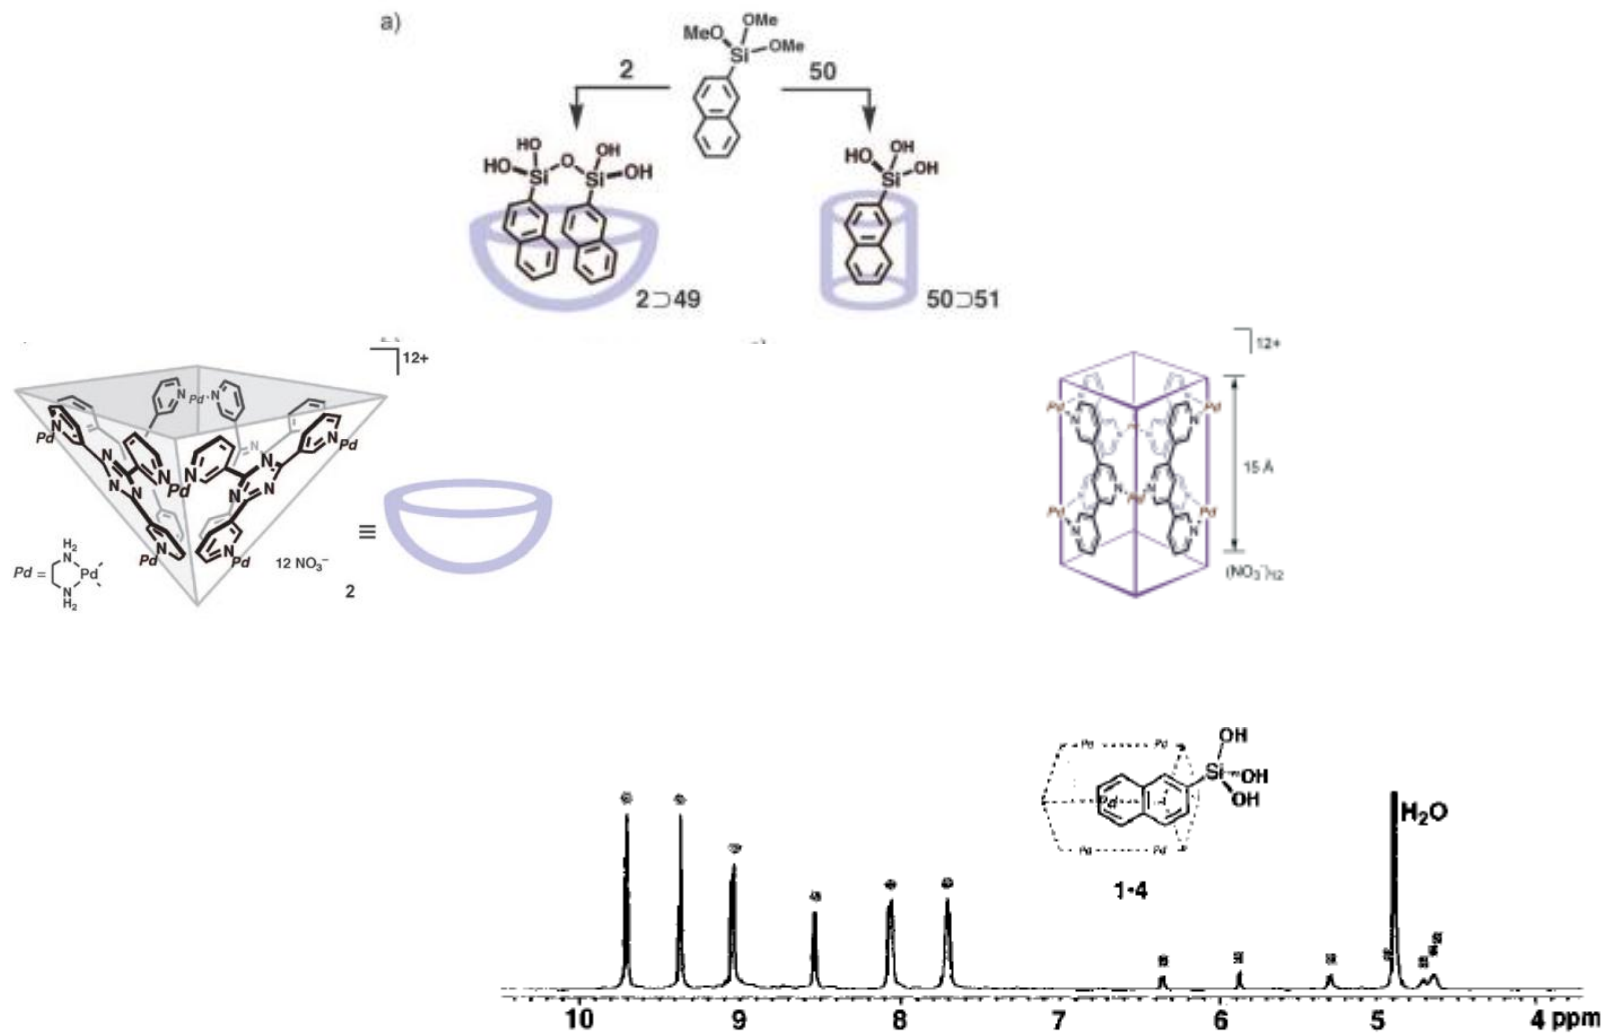 a)
MeO OMe
Si OMe
2 50
HO OH
HO Si O Si OH
OH
HO Si OH
2⊃49
50⊃51
12+
N Pd N
Pd N N Pd
N N N N
N N Pd N N N
N Pd N Pd
12 NO3−
2
≡
Pd = H2 N Pd N H2
12+
Pd Pd
N N
15 Å
N Pd N
Pd Pd
N N
(NO3−)12
OH
Si OH
OH
Pd Pd
Pd
Pd Pd
1•4
H2O
10 9 8 7 6 5 4 ppm